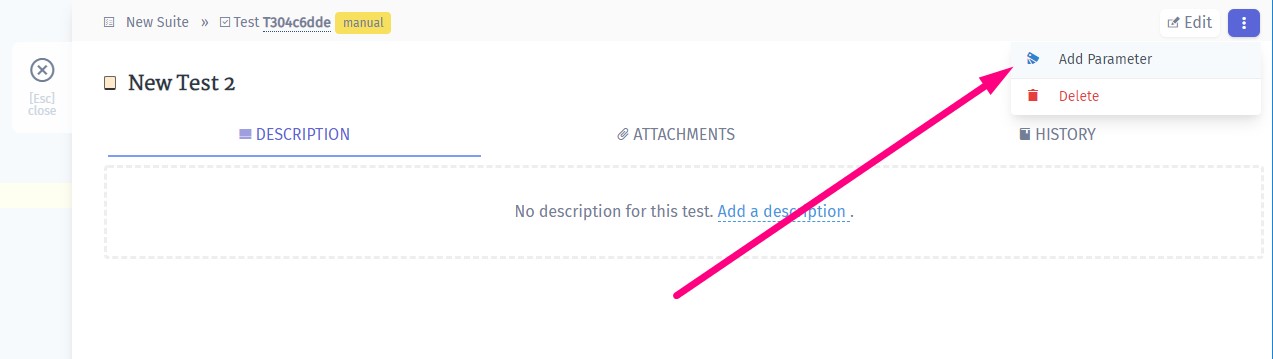 New Suite » Test T304c6dde manual
Edit
[Esc]
close
New Test 2
Add Parameter
Delete
DESCRIPTION
ATTACHMENTS
HISTORY
No description for this test. Add a description .